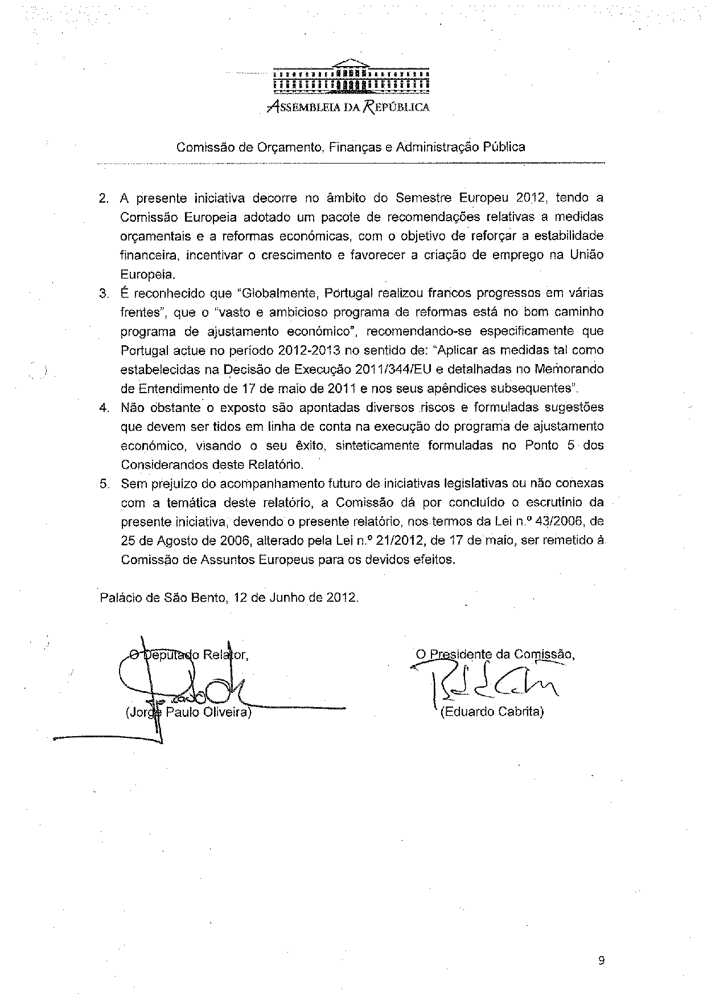 ASSEMBLEIA DA REPÚBLICA
Comissão de Orçamento, Finanças e Administração Pública
2. A presente iniciativa decorre no âmbito do Semestre Europeu 2012, tendo a
Comissão Europeia adotado um pacote de recomendações relativas a medidas
orçamentais e a reformas económicas, com o objetivo de reforçar a estabilidade
financeira, incentivar o crescimento e favorecer a criação de emprego na União
Europeia.
3. É reconhecido que "Globalmente, Portugal realizou francos progressos em várias
frentes", que o "vasto e ambicioso programa de reformas está no bom caminho
programa de ajustamento económico", recomendando-se especificamente que
Portugal actue no período 2012-2013 no sentido de: "Aplicar as medidas tal como
estabelecidas na Decisão de Execução 2011/344/EU e detalhadas no Memorando
de Entendimento de 17 de maio de 2011 e nos seus apêndices subsequentes".
4. Não obstante o exposto são apontadas diversos riscos e formuladas sugestões
que devem ser tidos em linha de conta na execução do programa de ajustamento
económico, visando o seu êxito, sinteticamente formuladas no Ponto 5 dos
Considerandos deste Relatório.
5. Sem prejuízo do acompanhamento futuro de iniciativas legislativas ou não conexas
com a temática deste relatório, a Comissão dá por concluído o escrutínio da
presente iniciativa, devendo o presente relatório, nos termos da Lei n.º 43/2006, de
25 de Agosto de 2006, alterado pela Lei n.º 21/2012, de 17 de maio, ser remetido à
Comissão de Assuntos Europeus para os devidos efeitos.
Palácio de São Bento, 12 de Junho de 2012.
O Deputado Relator, O Presidente da Comissão,
(Jorge Paulo Oliveira) (Eduardo Cabrita)
9